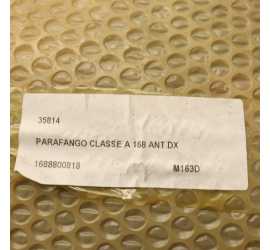 35814
PARAFANGO CLASSE A 168 ANT.DX
1688800818
M163D